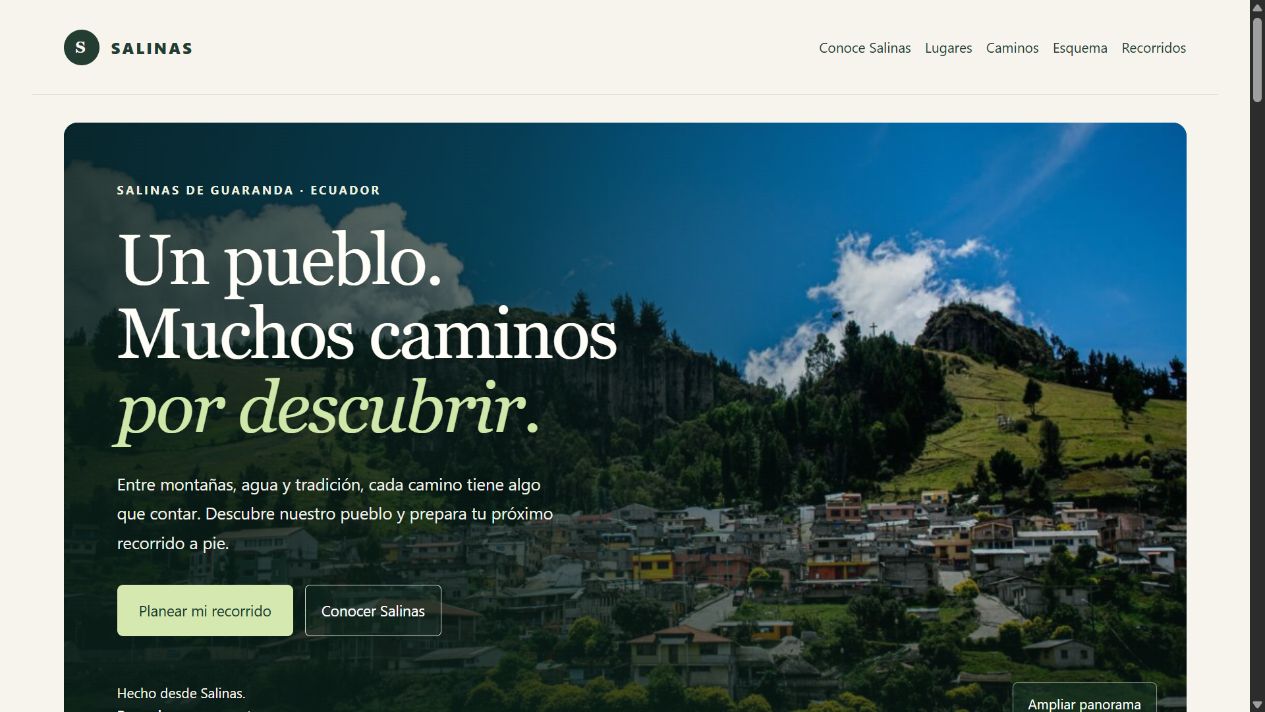 S SALINAS
Conoce Salinas Lugares Caminos Esquema Recorridos
SALINAS DE GUARANDA · ECUADOR
Un pueblo.
Muchos caminos
por descubrir.
Entre montañas, agua y tradición, cada camino tiene algo
que contar. Descubre nuestro pueblo y prepara tu próximo
recorrido a pie.
Planear mi recorrido
Conocer Salinas
Hecho desde Salinas.
Ampliar panorama